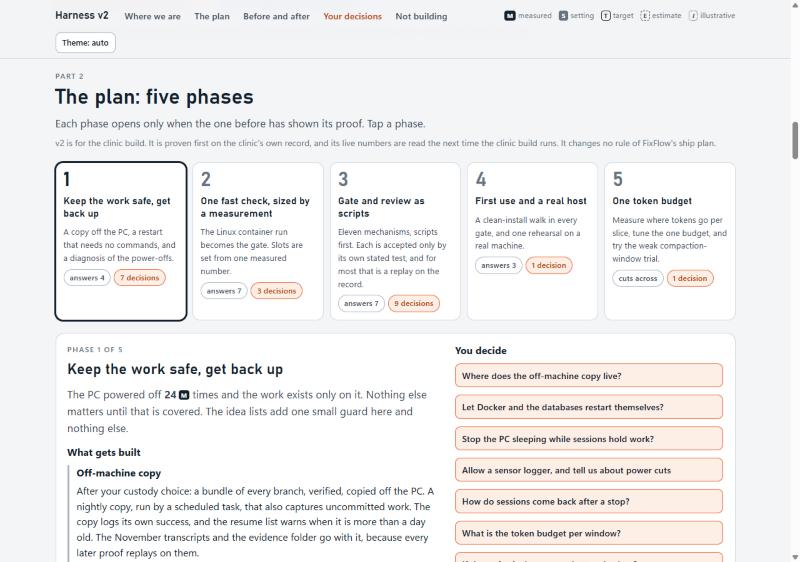 Harness v2 Where we are The plan Before and after Your decisions Not building M measured S setting T target E estimate I illustrative
Theme: auto
PART 2
The plan: five phases
Each phase opens only when the one before has shown its proof. Tap a phase.
v2 is for the clinic build. It is proven first on the clinic's own record, and its live numbers are read the next time the clinic build runs. It changes no rule of FixFlow's ship plan.
1
Keep the work safe, get
back up
A copy off the PC, a restart
that needs no commands, and
a diagnosis of the power-offs.
answers 4 7 decisions
2
One fast check, sized by
a measurement
The Linux container run
becomes the gate. Slots are
set from one measured
number.
answers 7 3 decisions
3
Gate and review as
scripts
Eleven mechanisms, scripts
first. Each is accepted only by
its own stated test, and for
most that is a replay on the
record.
answers 7 9 decisions
4
First use and a real host
A clean-install walk in every
gate, and one rehearsal on a
real machine.
answers 3 1 decision
5
One token budget
Measure where tokens go per
slice, tune the one budget, and
try the weak compaction-
window trial.
cuts across 1 decision
PHASE 1 OF 5
Keep the work safe, get back up
The PC powered off 24 M times and the work exists only on it. Nothing else
matters until that is covered. The idea lists add one small guard here and
nothing else.
What gets built
Off-machine copy
After your custody choice: a bundle of every branch, verified, copied off the PC. A
nightly copy, run by a scheduled task, that also captures uncommitted work. The
copy logs its own success, and the resume list warns when it is more than a day
old. The November transcripts and the evidence folder go with it, because every
later proof replays on them.
You decide
Where does the off-machine copy live?
Let Docker and the databases restart themselves?
Stop the PC sleeping while sessions hold work?
Allow a sensor logger, and tell us about power cuts
How do sessions come back after a stop?
What is the token budget per window?